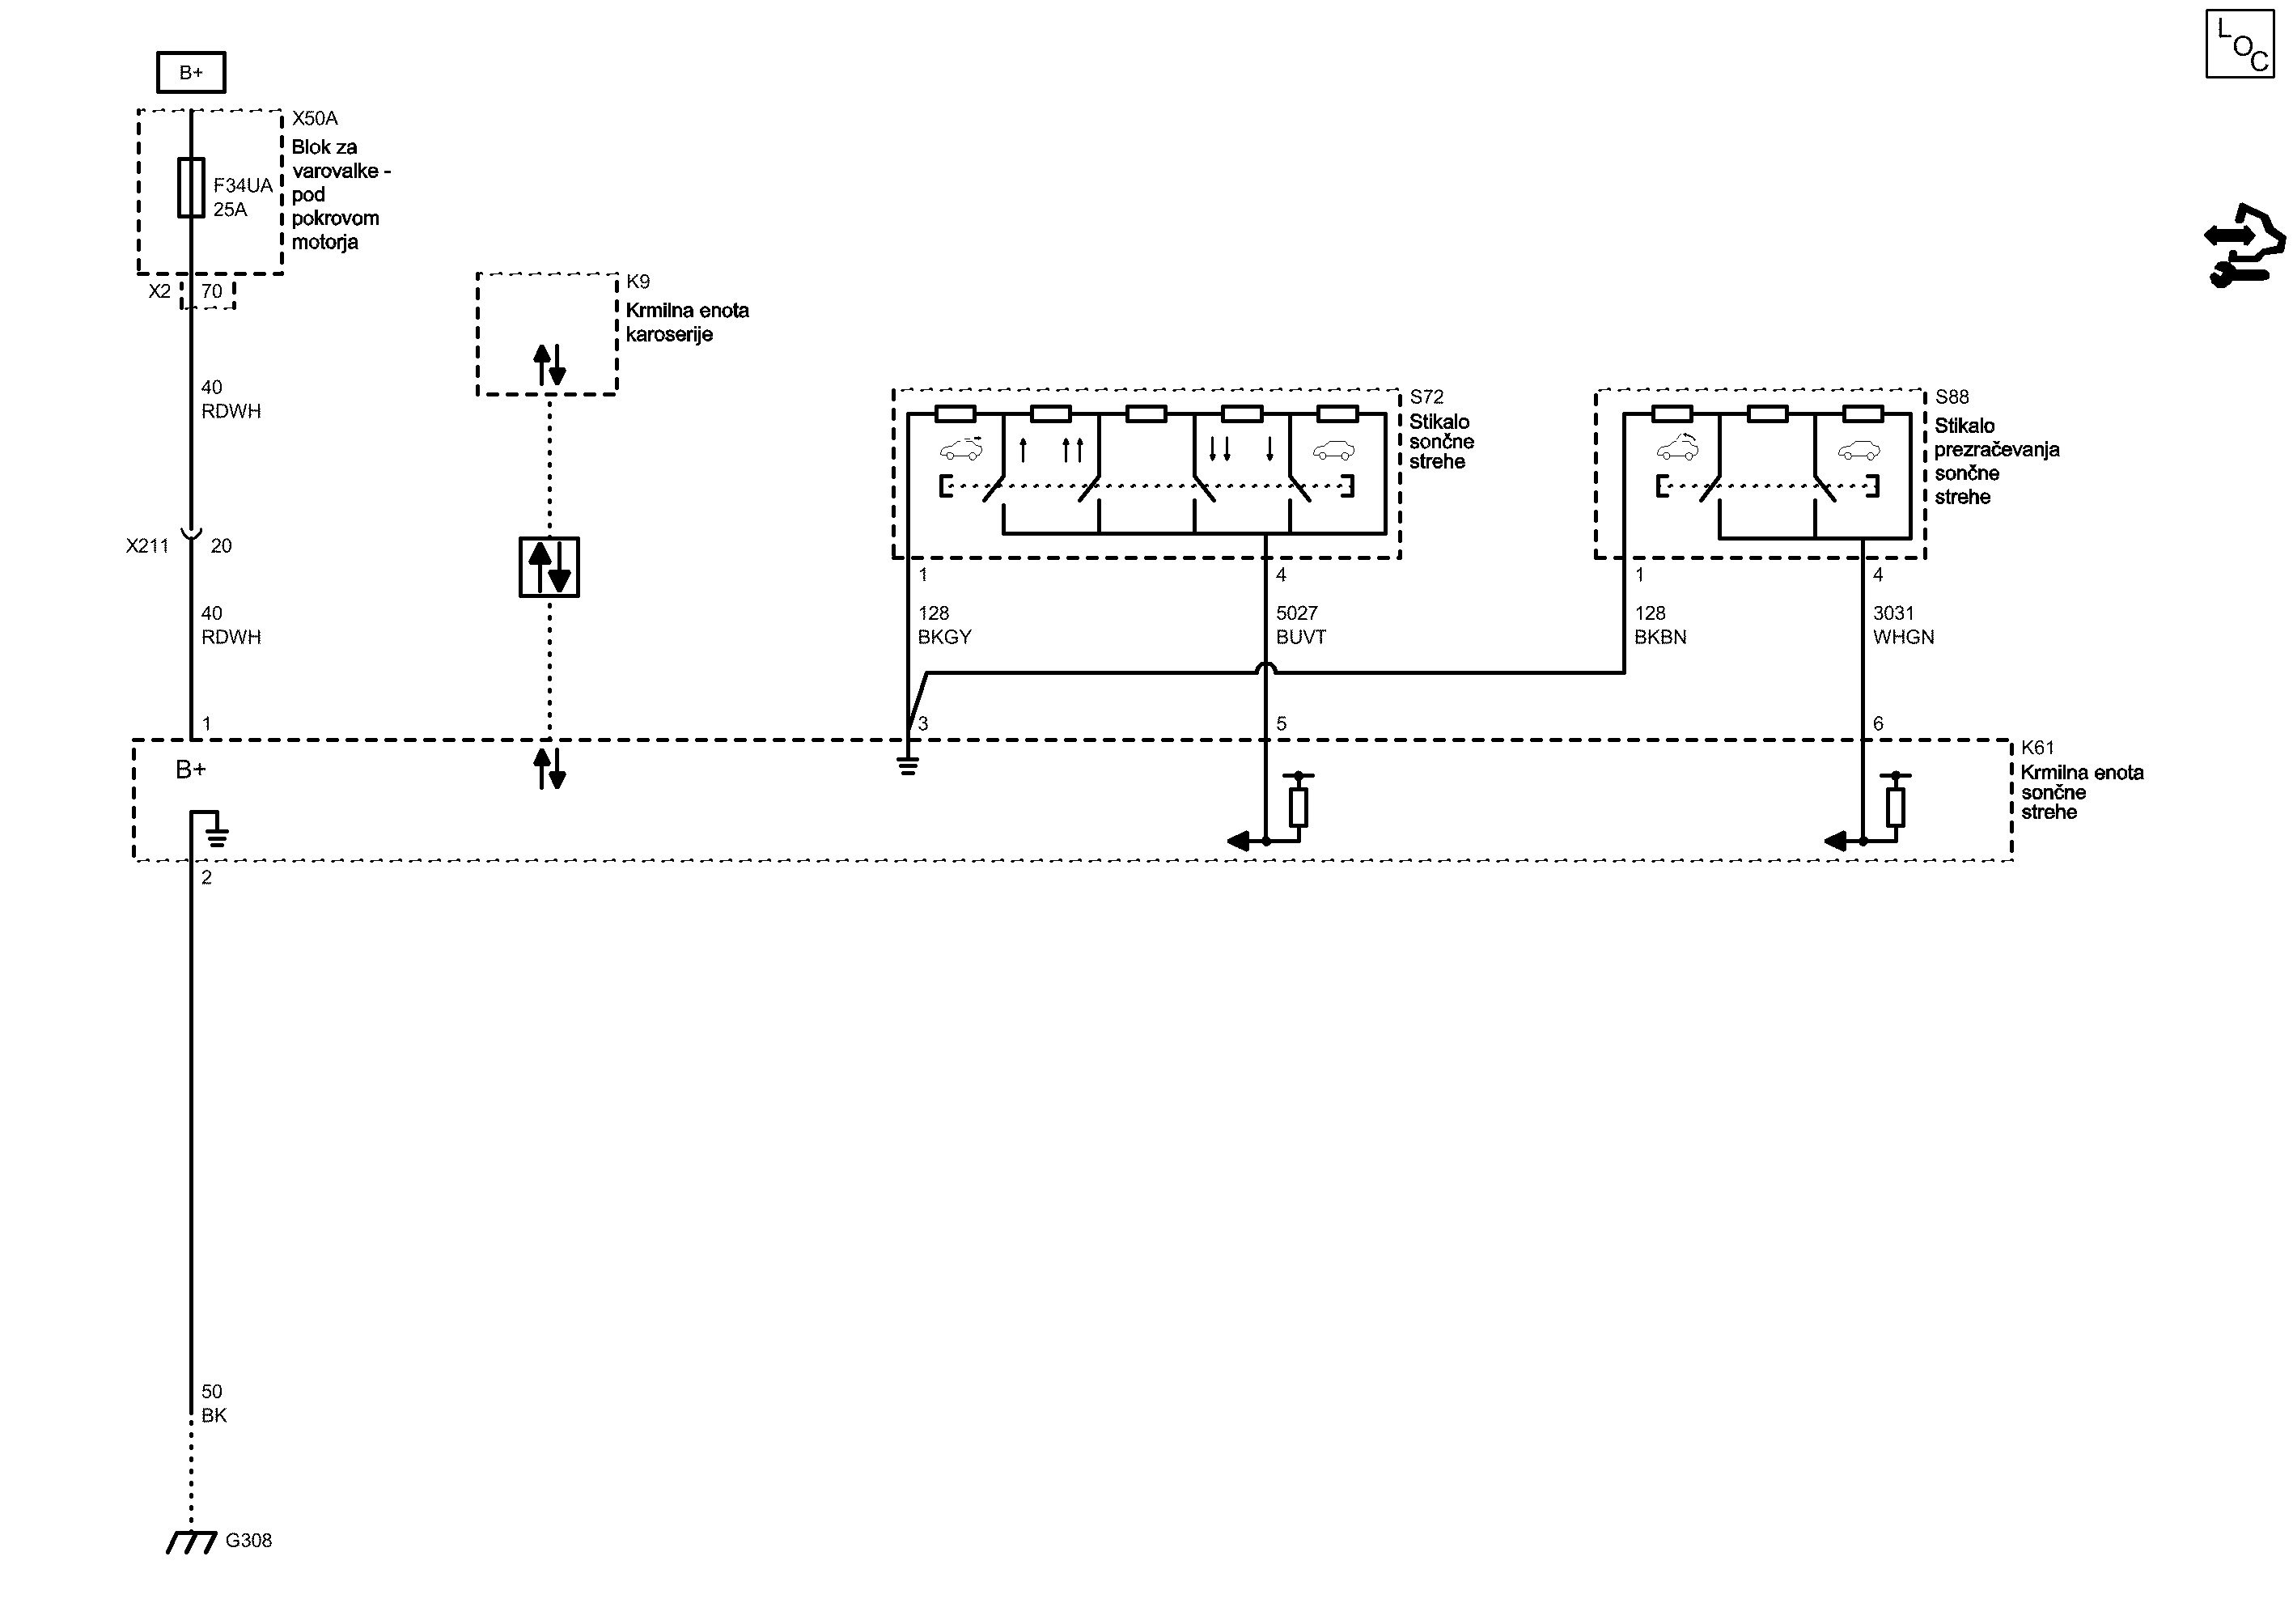 L
O
C
B+
X50A
Blok za
varovalke -
pod
pokrovom
motorja
F34UA
25A
X2 70
40
RDWH
X211 20
40
RDWH
1
K9
Krmilna enota
karoserije
S72
Stikalo
sončne
strehe
1 4
128
BKGY
5027
BUVT
S88
Stikalo
prezračevanja
sončne
strehe
1 4
128
BKBN
3031
WHGN
3 5 6
K61
Krmilna enota
sončne
strehe
B+
2
50
BK
G308